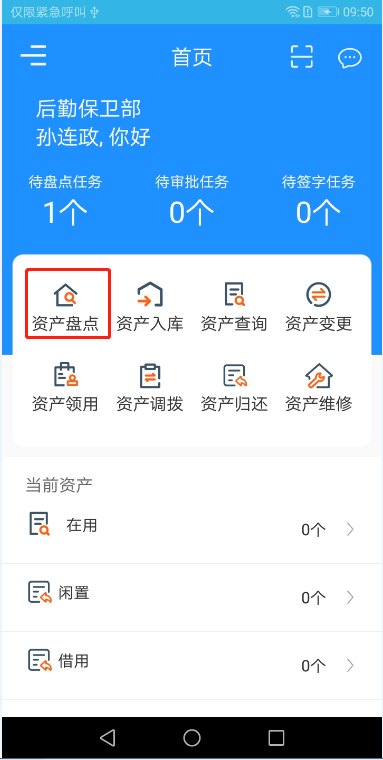 仅限紧急呼叫 09:50
首页
后勤保卫部
孙连政, 你好
待盘点任务 待审批任务 待签字任务
1个 0个 0个
资产盘点 资产入库 资产查询 资产变更
资产领用 资产调拨 资产归还 资产维修
当前资产
在用 0个
闲置 0个
借用 0个